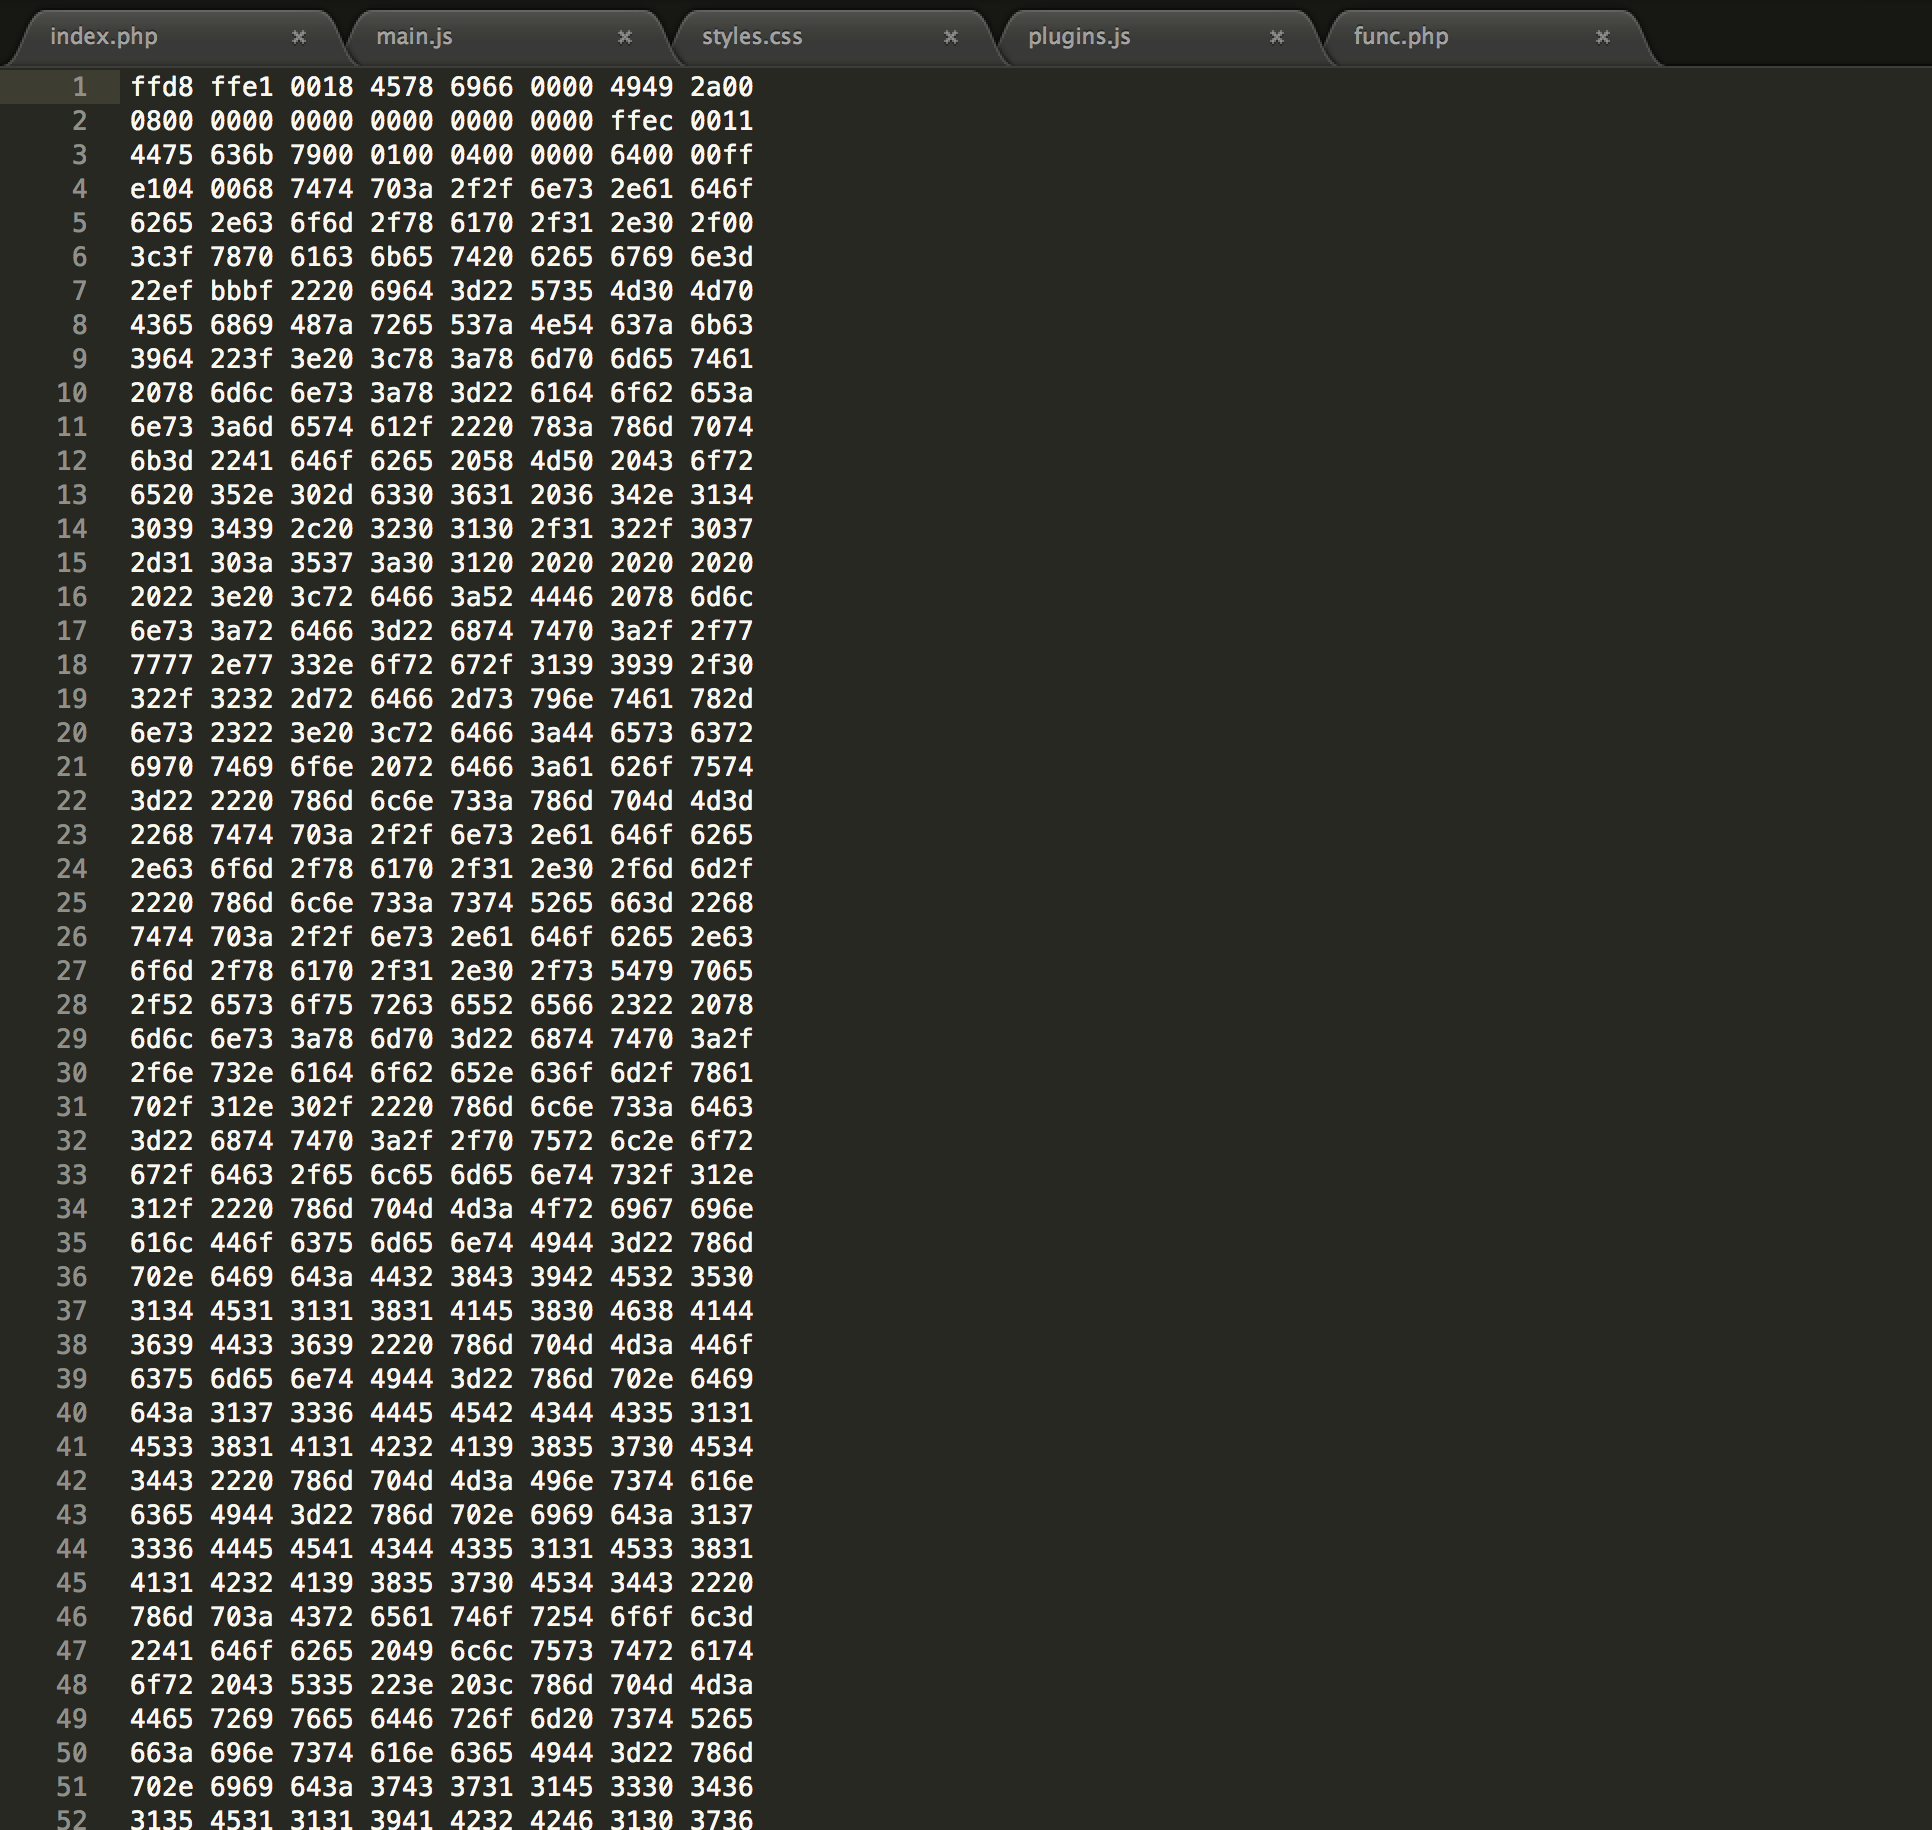 index.php × main.js × styles.css × plugins.js × func.php ×
1 ffd8 ffe1 0018 4578 6966 0000 4949 2a00
2 0800 0000 0000 0000 0000 0000 ffec 0011
3 4475 636b 7900 0100 0400 0000 6400 00ff
4 e104 0068 7474 703a 2f2f 6e73 2e61 646f
5 6265 2e63 6f6d 2f78 6170 2f31 2e30 2f00
6 3c3f 7870 6163 6b65 7420 6265 6769 6e3d
7 22ef bbbf 2220 6964 3d22 5735 4d30 4d70
8 4365 6869 487a 7265 537a 4e54 637a 6b63
9 3964 223f 3e20 3c78 3a78 6d70 6d65 7461
10 2078 6d6c 6e73 3a78 3d22 6164 6f62 653a
11 6e73 3a6d 6574 612f 2220 783a 786d 7074
12 6b3d 2241 646f 6265 2058 4d50 2043 6f72
13 6520 352e 302d 6330 3631 2036 342e 3134
14 3039 3439 2c20 3230 3130 2f31 322f 3037
15 2d31 303a 3537 3a30 3120 2020 2020 2020
16 2022 3e20 3c72 6466 3a52 4446 2078 6d6c
17 6e73 3a72 6466 3d22 6874 7470 3a2f 2f77
18 7777 2e77 332e 6f72 672f 3139 3939 2f30
19 322f 3232 2d72 6466 2d73 796e 7461 782d
20 6e73 2322 3e20 3c72 6466 3a44 6573 6372
21 6970 7469 6f6e 2072 6466 3a61 626f 7574
22 3d22 2220 786d 6c6e 733a 786d 704d 4d3d
23 2268 7474 703a 2f2f 6e73 2e61 646f 6265
24 2e63 6f6d 2f78 6170 2f31 2e30 2f6d 6d2f
25 2220 786d 6c6e 733a 7374 5265 663d 2268
26 7474 703a 2f2f 6e73 2e61 646f 6265 2e63
27 6f6d 2f78 6170 2f31 2e30 2f73 5479 7065
28 2f52 6573 6f75 7263 6552 6566 2322 2078
29 6d6c 6e73 3a78 6d70 3d22 6874 7470 3a2f
30 2f6e 732e 6164 6f62 652e 636f 6d2f 7861
31 702f 312e 302f 2220 786d 6c6e 733a 6463
32 3d22 6874 7470 3a2f 2f70 7572 6c2e 6f72
33 672f 6463 2f65 6c65 6d65 6e74 732f 312e
34 312f 2220 786d 704d 4d3a 4f72 6967 696e
35 616c 446f 6375 6d65 6e74 4944 3d22 786d
36 702e 6469 643a 4432 3843 3942 4532 3530
37 3134 4531 3131 3831 4145 3830 4638 4144
38 3639 4433 3639 2220 786d 704d 4d3a 446f
39 6375 6d65 6e74 4944 3d22 786d 702e 6469
40 643a 3137 3336 4445 4542 4344 4335 3131
41 4533 3831 4131 4232 4139 3835 3730 4534
42 3443 2220 786d 704d 4d3a 496e 7374 616e
43 6365 4944 3d22 786d 702e 6969 643a 3137
44 3336 4445 4541 4344 4335 3131 4533 3831
45 4131 4232 4139 3835 3730 4534 3443 2220
46 786d 703a 4372 6561 746f 7254 6f6f 6c3d
47 2241 646f 6265 2049 6c6c 7573 7472 6174
48 6f72 2043 5335 223e 203c 786d 704d 4d3a
49 4465 7269 7665 6446 726f 6d20 7374 5265
50 663a 696e 7374 616e 6365 4944 3d22 786d
51 702e 6969 643a 3743 3731 3145 3330 3436
52 3135 4531 3131 3941 4232 4246 3130 3736